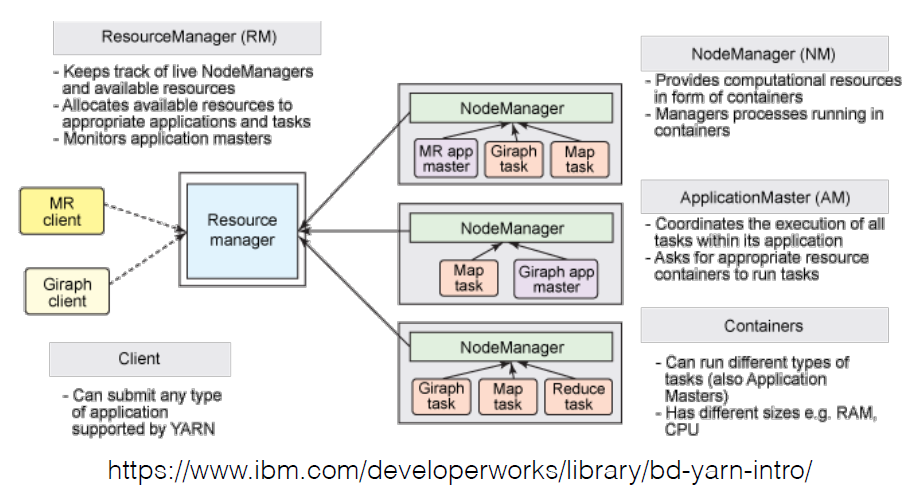 ResourceManager (RM)
- Keeps track of live NodeManagers
and available resources
- Allocates available resources to
appropriate applications and tasks
- Monitors application masters
MR
client
Giraph
client
Resource
manager
Client
- Can submit any type
of application
supported by YARN
NodeManager
MR app
master
Giraph
task
Map
task
NodeManager
Map
task
Giraph app
master
NodeManager
Giraph
task
Map
task
Reduce
task
NodeManager (NM)
- Provides computational resources
in form of containers
- Managers processes running in
containers
ApplicationMaster (AM)
- Coordinates the execution of all
tasks within its application
- Asks for appropriate resource
containers to run tasks
Containers
- Can run different types of
tasks (also Application
Masters)
- Has different sizes e.g. RAM,
CPU
https://www.ibm.com/developerworks/library/bd-yarn-intro/